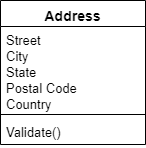 Address
Street
City
State
Postal Code
Country
Validate()